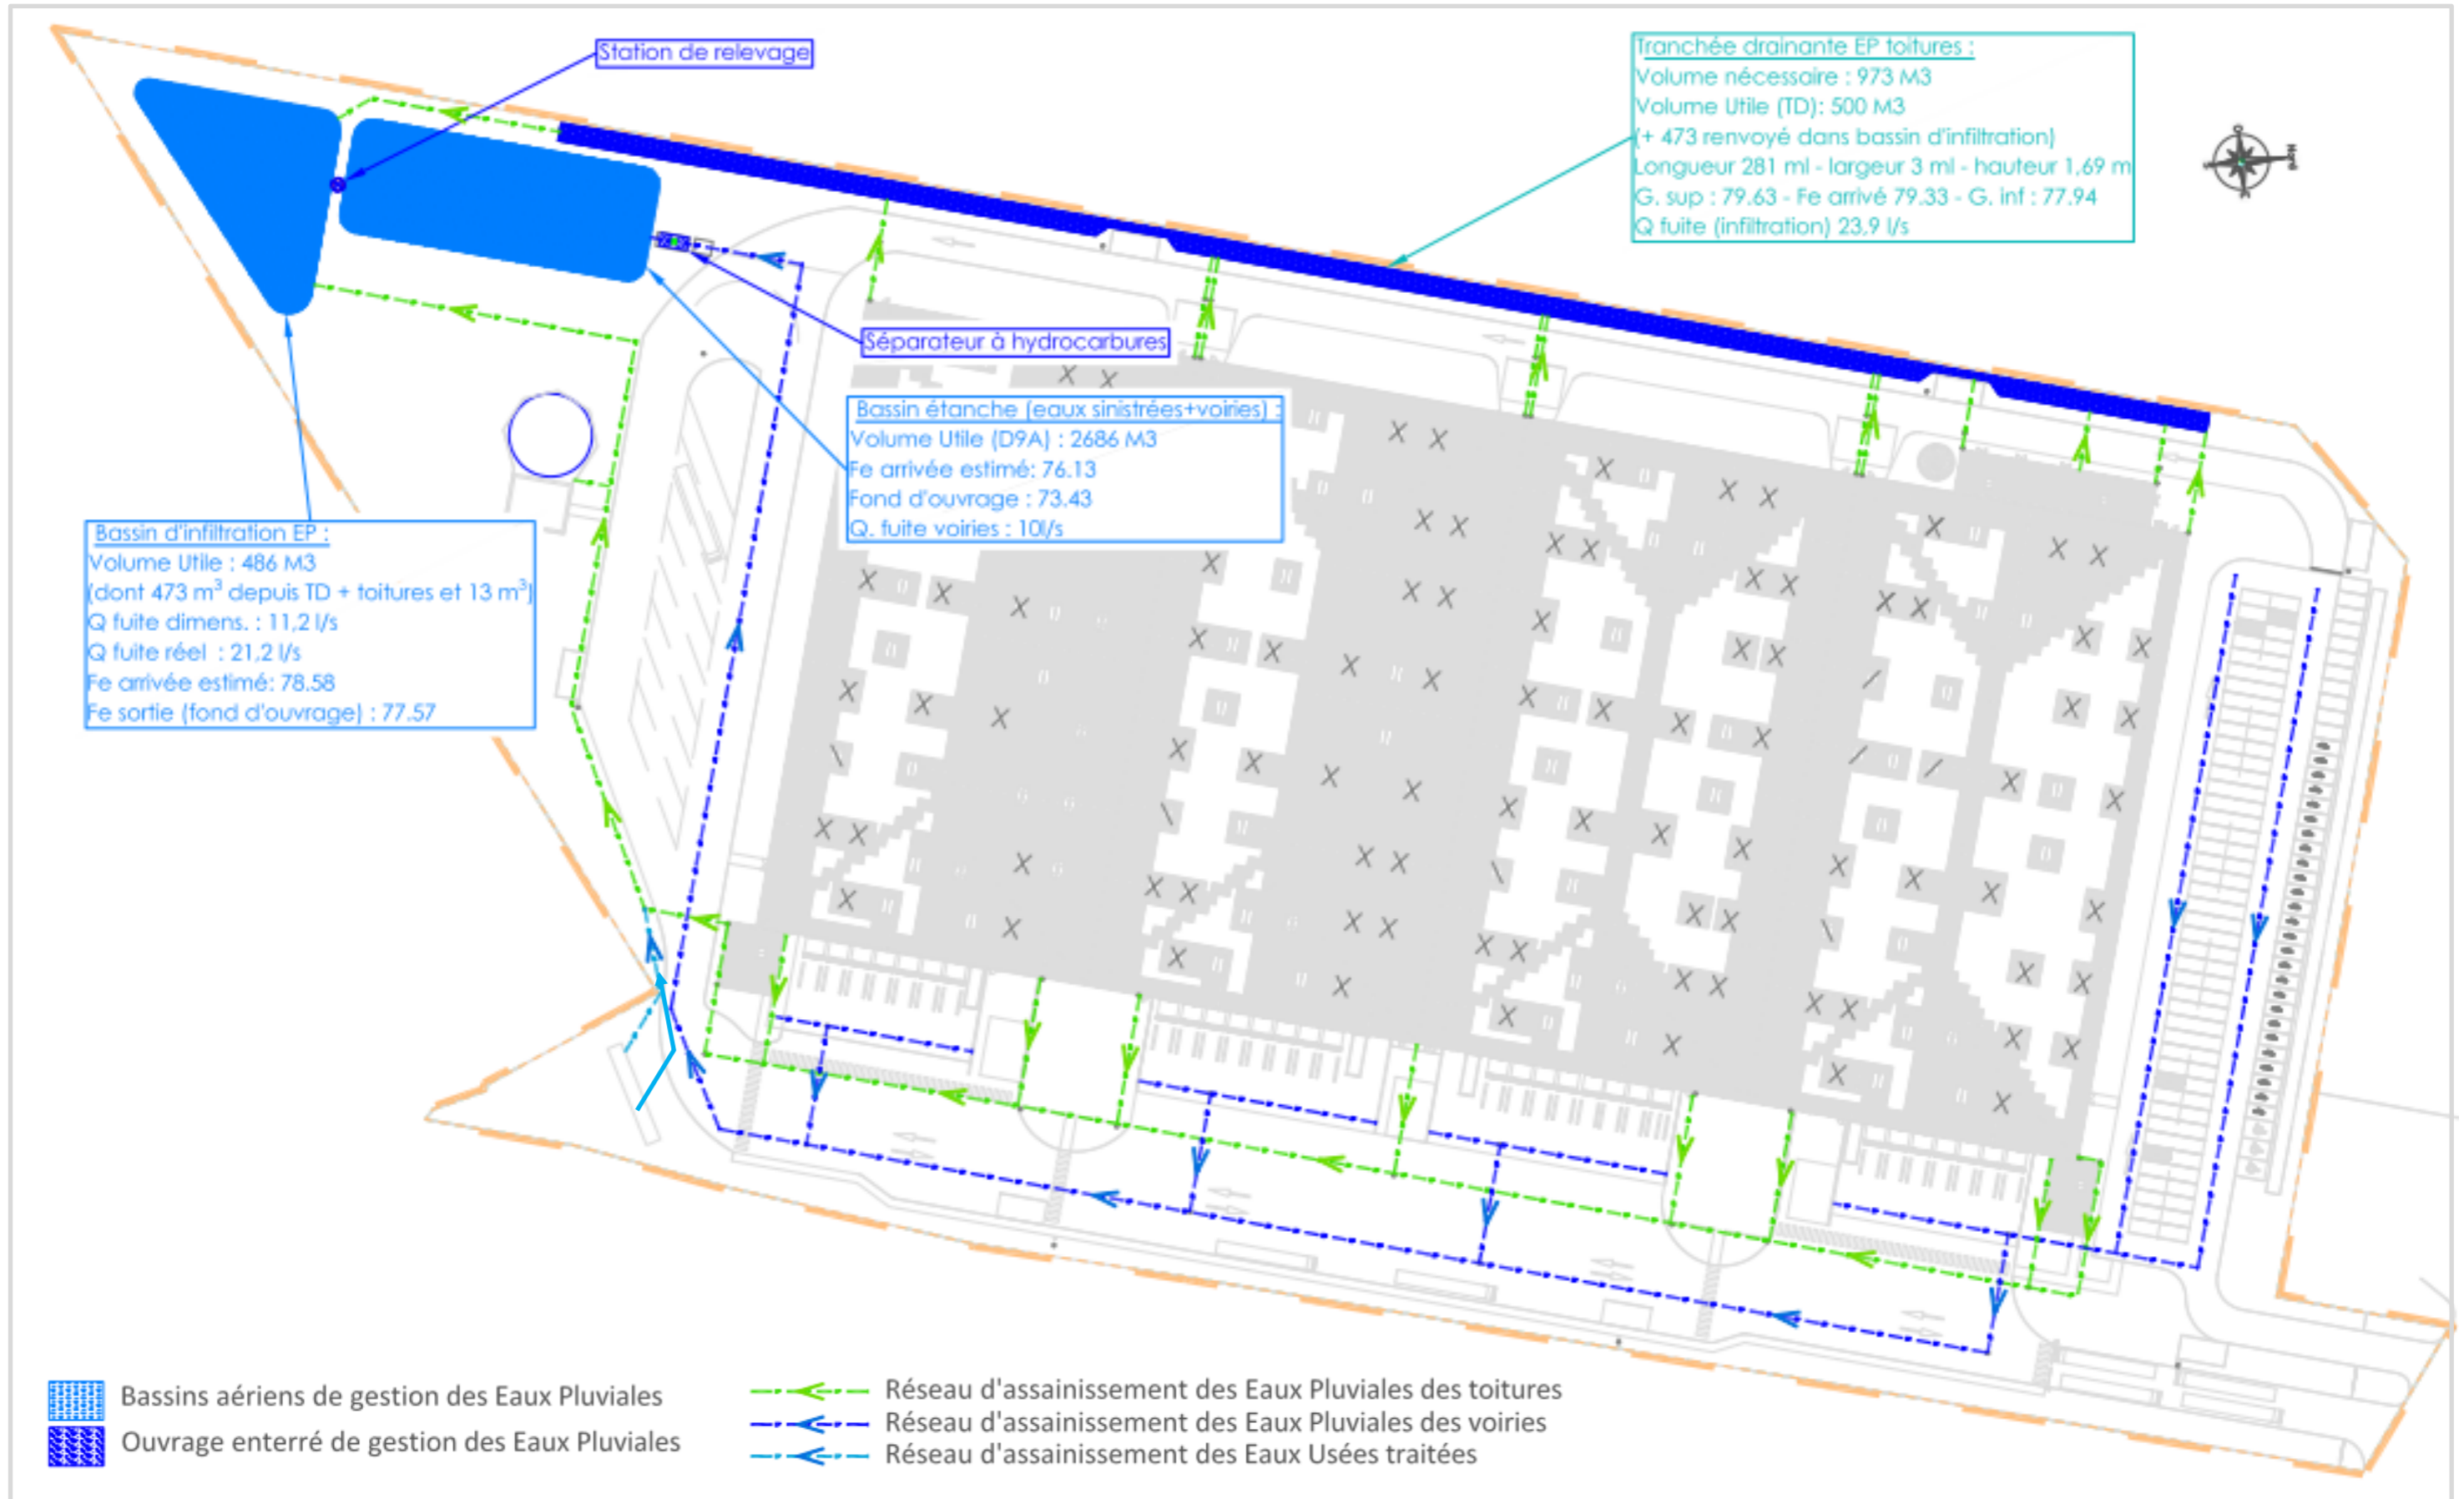 Station de relevage
Tranchée drainante EP toitures :
Volume nécessaire : 973 M3
Volume Utile (TD): 500 M3
(+ 473 renvoyé dans bassin d'infiltration)
Longueur 281 ml - largeur 3 ml - hauteur 1.69 m
G. sup : 79.63 - Fe arrivé 79.33 - G. inf : 77.94
Q fuite (infiltration) 23,9 l/s
Nord
Séparateur à hydrocarbures
Bassin étanche (eaux sinistrées+voiries) :
Volume Utile (D9A) : 2686 M3
Fe arrivée estimé: 76.13
Fond d'ouvrage : 73.43
Q. fuite voiries : 10l/s
Bassin d'infiltration EP :
Volume Utile : 486 M3
(dont 473 m³ depuis TD + toitures et 13 m³)
Q fuite dimens. : 11,2 l/s
Q fuite réel : 21,2 l/s
Fe arrivée estimé: 78.58
Fe sortie (fond d'ouvrage) : 77.57
Bassins aériens de gestion des Eaux Pluviales
Ouvrage enterré de gestion des Eaux Pluviales
Réseau d'assainissement des Eaux Pluviales des toitures
Réseau d'assainissement des Eaux Pluviales des voiries
Réseau d'assainissement des Eaux Usées traitées